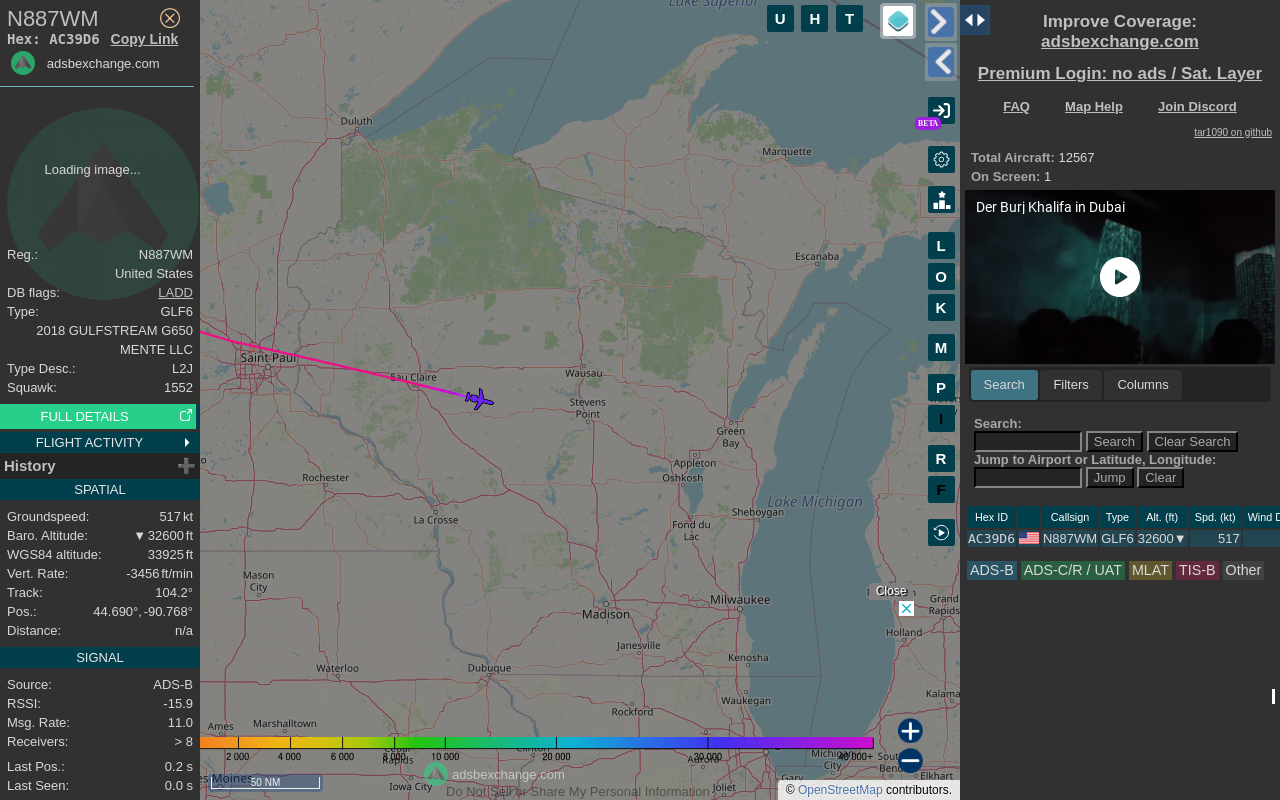 N887WM
Hex: AC39D6 Copy Link
adsbexchange.com
Loading image...
Reg.: N887WM
United States
DB flags: LADD
Type: GLF6
2018 GULFSTREAM G650
MENTE LLC
Type Desc.: L2J
Squawk: 1552
FULL DETAILS
FLIGHT ACTIVITY
History
SPATIAL
Groundspeed: 517 kt
Baro. Altitude: ▼ 32600 ft
WGS84 altitude: 33925 ft
Vert. Rate: -3456 ft/min
Track: 104.2°
Pos.: 44.690°, -90.768°
Distance: n/a
SIGNAL
Source: ADS-B
RSSI: -15.9
Msg. Rate: 11.0
Receivers: > 8
Last Pos.: 0.2 s
Last Seen: 0.0 s
Lake Superior
U H T
BETA
L
O
K
M
P
I
R
F
Duluth
Marquette
Escanaba
Saint Paul
Eau Claire
Wausau
Stevens
Point
Green
Bay
Appleton
Oshkosh
Rochester
La Crosse
Lake Michigan
Sheboygan
Fond du
Lac
Mason
City
Milwaukee
Madison
Janesville
Kenosha
Waterloo
Dubuque
Waukegan
Rockford
Ames
Marshalltown
Grand
Rapids
Holland
Kalama
Close
2 000 4 000 6 000 8 000 10 000 20 000 40 000+
Rapids
Aurora
Michigan
City
Elkhart
es Moines
Iowa City
Joliet
Gary
50 NM
adsbexchange.com
Do Not Sell or Share My Personal Information
© OpenStreetMap contributors.
Improve Coverage:
adsbexchange.com
Premium Login: no ads / Sat. Layer
FAQ Map Help Join Discord
tar1090 on github
Total Aircraft: 12567
On Screen: 1
Der Burj Khalifa in Dubai
Search Filters Columns
Search:
Search Clear Search
Jump to Airport or Latitude, Longitude:
Jump Clear
Hex ID Callsign Type Alt. (ft) Spd. (kt) Wind D
AC39D6 N887WM GLF6 32600▼ 517
ADS-B ADS-C/R / UAT MLAT TIS-B Other